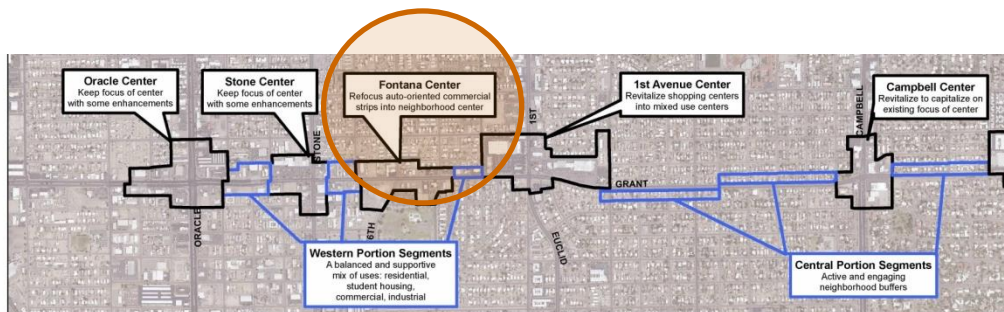 Oracle Center
Keep focus of center
with some enhancements
Stone Center
Keep focus of center
with some enhancements
Fontana Center
Refocus auto-oriented commercial
strips into neighborhood center
1st Avenue Center
Revitalize shopping centers
into mixed use centers
Campbell Center
Revitalize to capitalize on
existing focus of center
STONE
1ST
CAMPBELL
GRANT
ORACLE
6TH
EUCLID
Western Portion Segments
A balanced and supportive
mix of uses: residential,
student housing,
commercial, industrial
Central Portion Segments
Active and engaging
neighborhood buffers